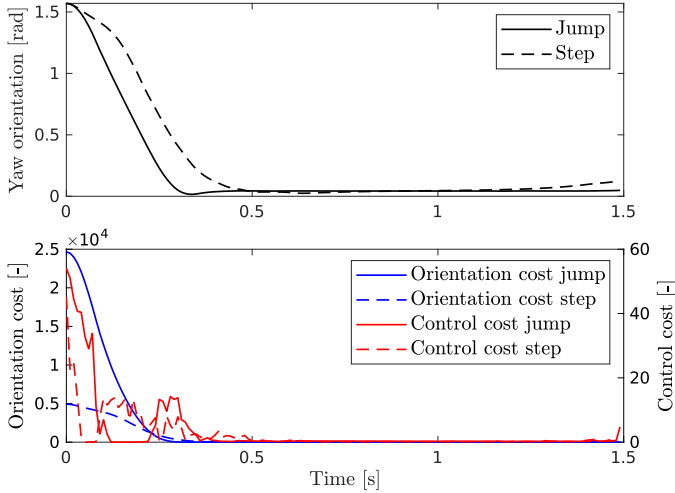 Yaw orientation [rad]
1.5
1
0.5
0
Jump
Step
0
0.5
1
1.5
Orientation cost [-]
×10⁴
2.5
2
1.5
1
0.5
0
Orientation cost jump
Orientation cost step
Control cost jump
Control cost step
60
40
20
0
Control cost [-]
0
0.5
1
1.5
Time [s]